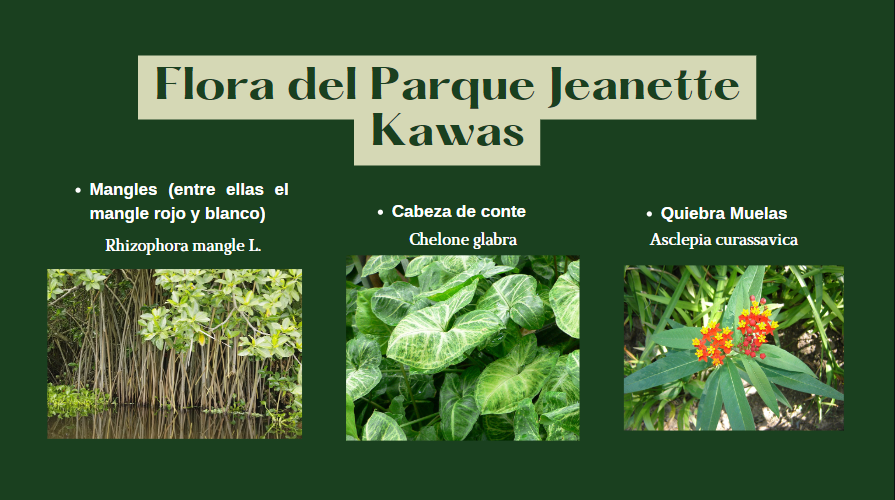 Flora del Parque Jeanette
Kawas
• Mangles (entre ellas el
mangle rojo y blanco)
Rhizophora mangle L.
• Cabeza de conte
Chelone glabra
• Quiebra Muelas
Asclepia curassavica